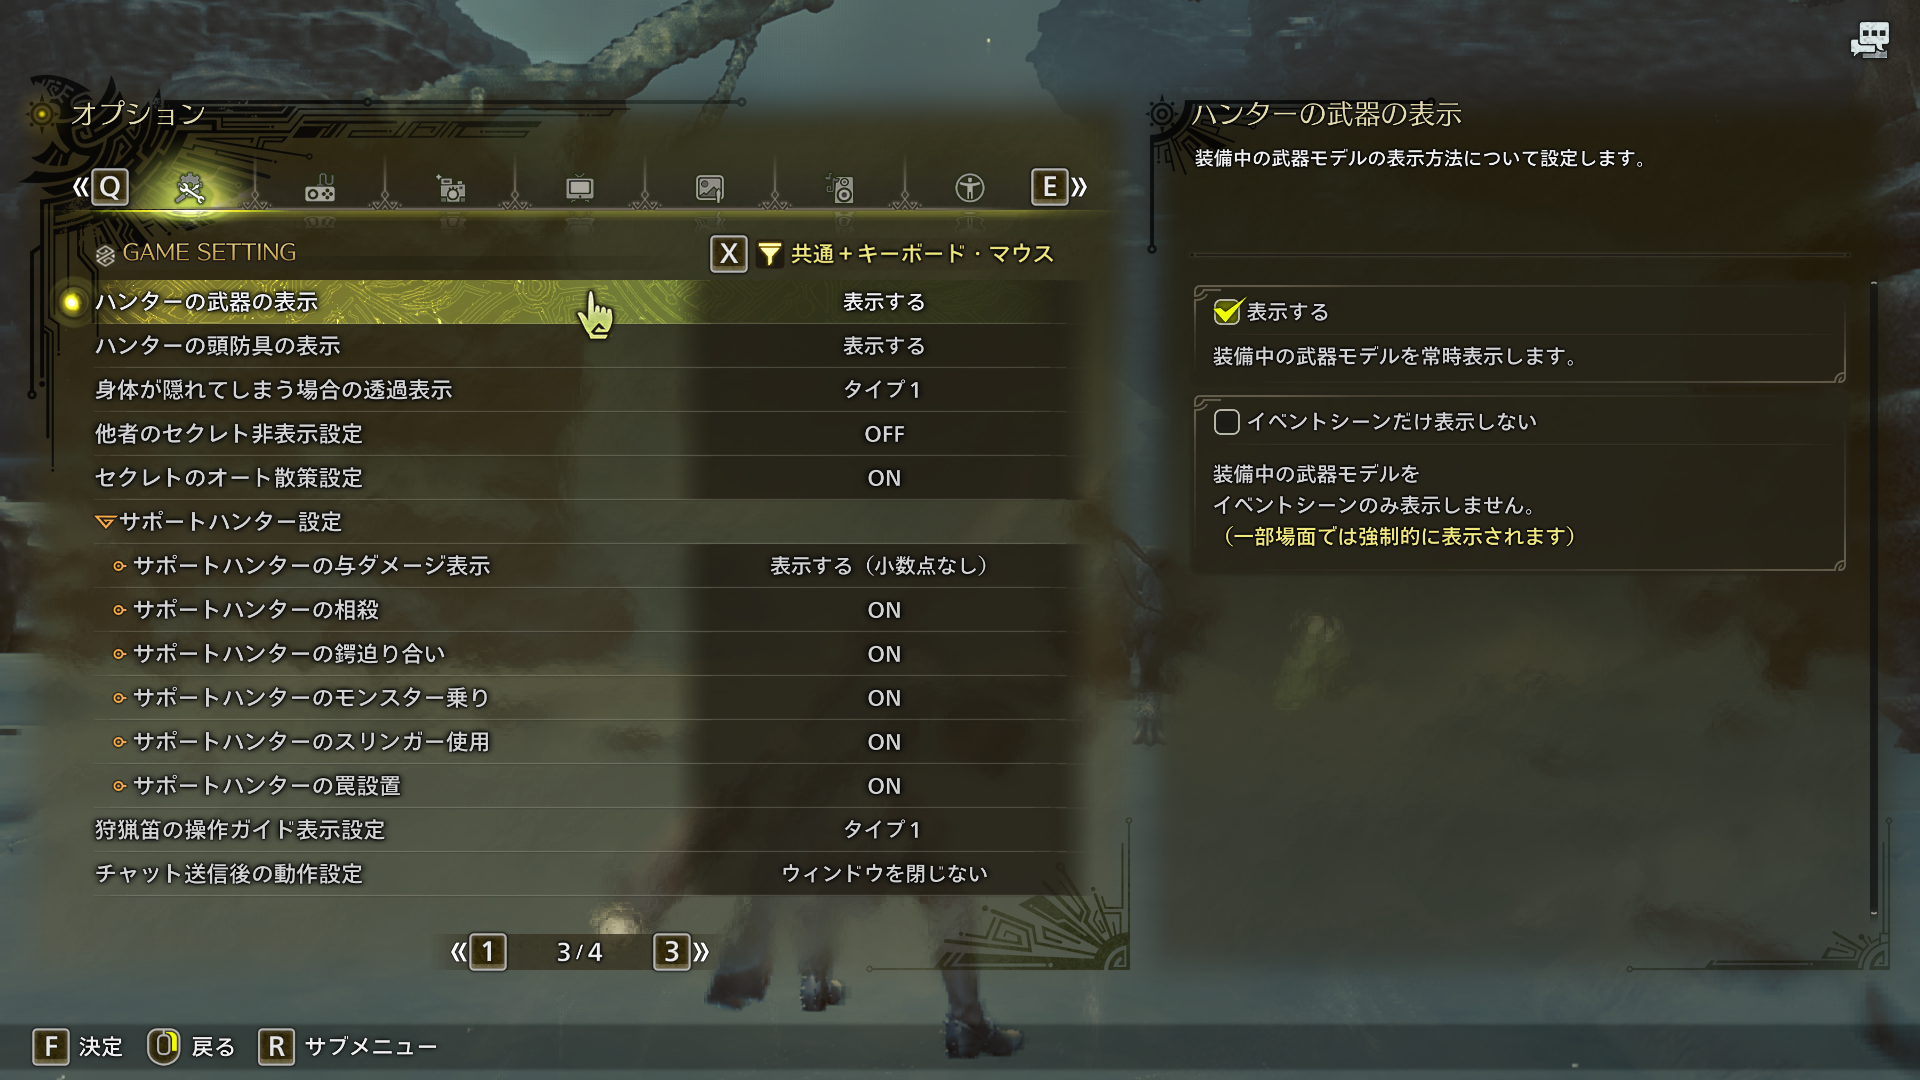 オプション
Q
E
GAME SETTING
X 共通+キーボード・マウス
ハンターの武器の表示 表示する
ハンターの頭防具の表示 表示する
身体が隠れてしまう場合の透過表示 タイプ1
他者のセクレト非表示設定 OFF
セクレトのオート散策設定 ON
サポートハンター設定
サポートハンターの与ダメージ表示 表示する（小数点なし）
サポートハンターの相殺 ON
サポートハンターの鍔迫り合い ON
サポートハンターのモンスター乗り ON
サポートハンターのスリンガー使用 ON
サポートハンターの罠設置 ON
狩猟笛の操作ガイド表示設定 タイプ1
チャット送信後の動作設定 ウィンドウを閉じない
1 3/4 3
ハンターの武器の表示
装備中の武器モデルの表示方法について設定します。
表示する
装備中の武器モデルを常時表示します。
イベントシーンだけ表示しない
装備中の武器モデルを
イベントシーンのみ表示しません。
（一部場面では強制的に表示されます）
F 決定 戻る R サブメニュー